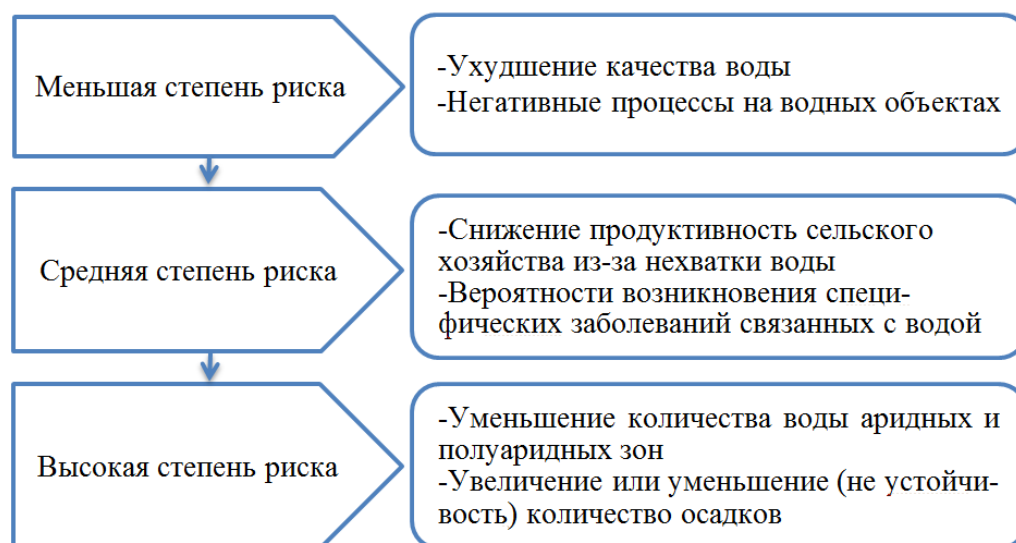 Меньшая степень риска
-Ухудшение качества воды
-Негативные процессы на водных объектах
Средняя степень риска
-Снижение продуктивность сельского
хозяйства из-за нехватки воды
-Вероятности возникновения специ-
фических заболеваний связанных с водой
Высокая степень риска
-Уменьшение количества воды аридных и
полуаридных зон
-Увеличение или уменьшение (не устойчи-
вость) количество осадков